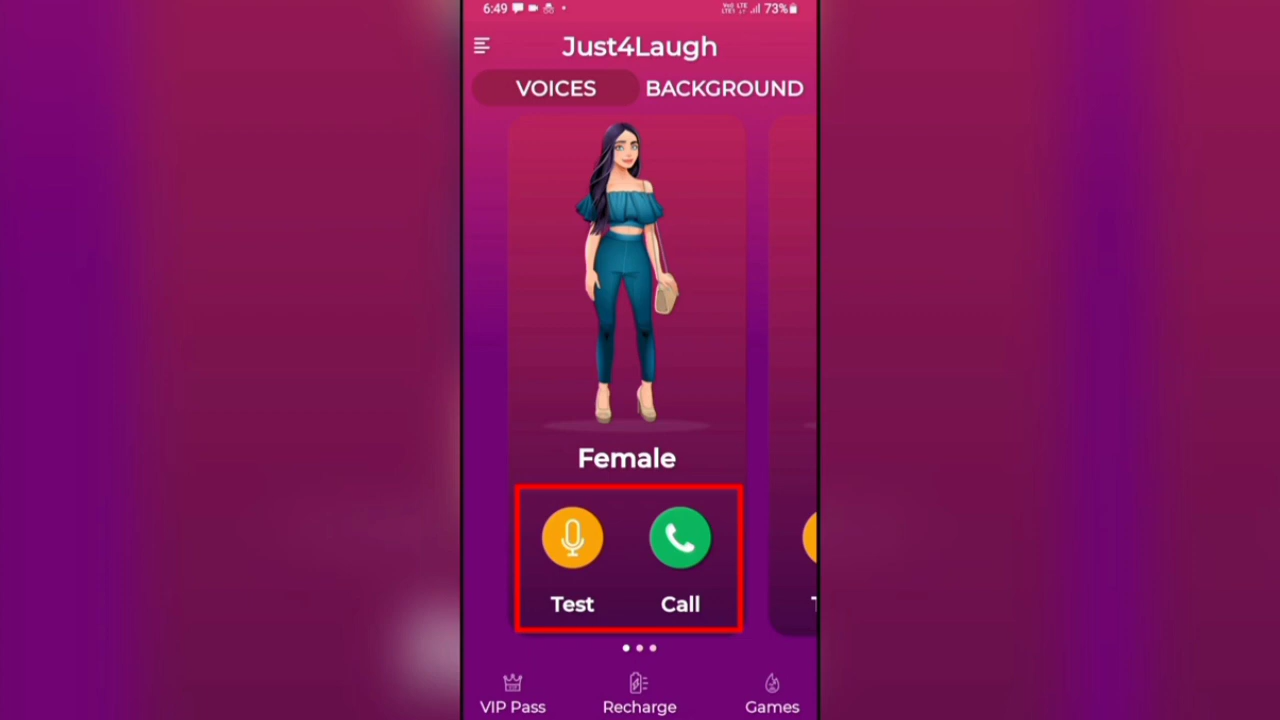 6:49 73%
Just4Laugh
VOICES BACKGROUND
Female
Test Call
VIP Pass Recharge Games